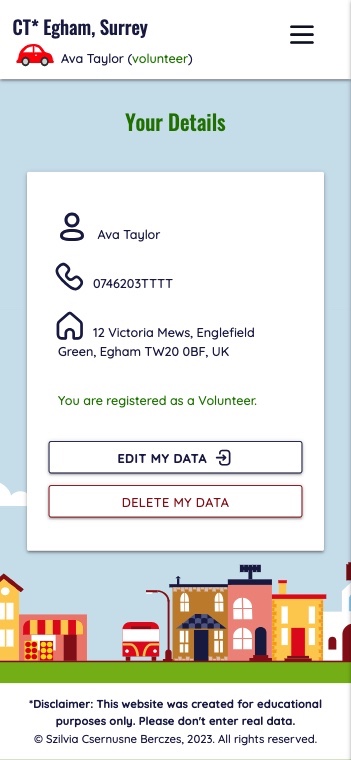 CT* Egham, Surrey
Ava Taylor (volunteer)
Your Details
Ava Taylor
0746203TTTT
12 Victoria Mews, Englefield
Green, Egham TW20 0BF, UK
You are registered as a Volunteer.
EDIT MY DATA
DELETE MY DATA
*Disclaimer: This website was created for educational
purposes only. Please don't enter real data.
© Szilvia Csernusne Berczes, 2023. All rights reserved.